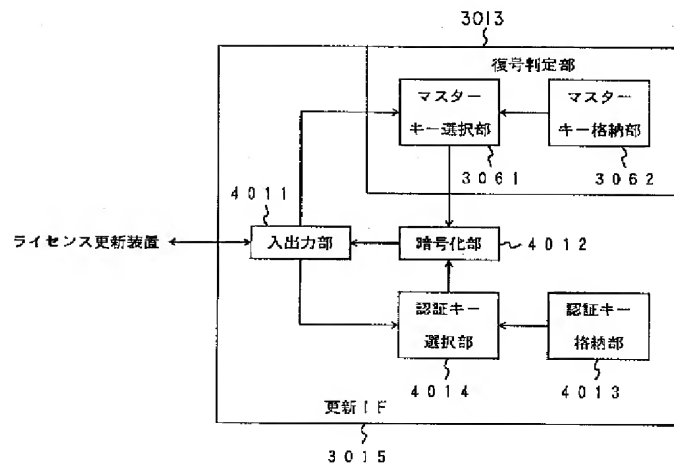 3013
復号判定部
マスター
キー選択部
マスター
キー格納部
3061
3062
4011
ライセンス更新装置
入出力部
暗号化部
4012
認証キー
選択部
認証キー
格納部
4014
4013
更新IF
3015